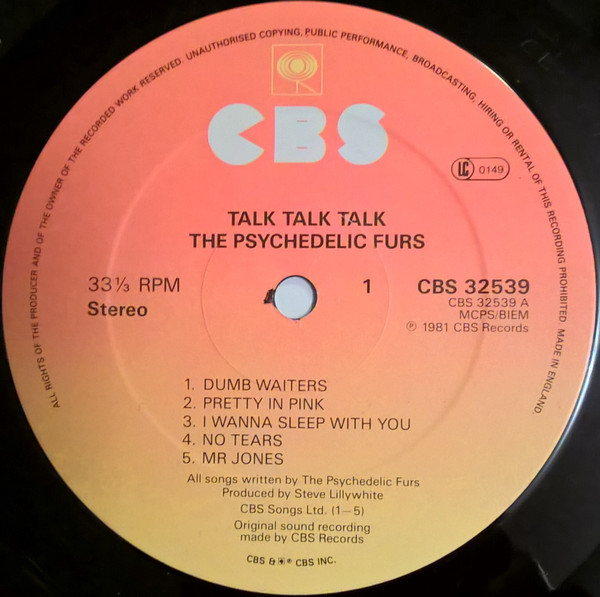 ALL RIGHTS OF THE PRODUCER AND OF THE OWNER OF THE RECORDED WORK RESERVED. UNAUTHORISED COPYING, PUBLIC PERFORMANCE, BROADCASTING, HIRING OR RENTAL OF THIS RECORDING PROHIBITED. MADE IN ENGLAND.
CBS
LC 0149
TALK TALK TALK
THE PSYCHEDELIC FURS
33⅓ RPM 1 CBS 32539
Stereo CBS 32539 A
MCPS/BIEM
℗ 1981 CBS Records
1. DUMB WAITERS
2. PRETTY IN PINK
3. I WANNA SLEEP WITH YOU
4. NO TEARS
5. MR JONES
All songs written by The Psychedelic Furs
Produced by Steve Lillywhite
CBS Songs Ltd. (1—5)
Original sound recording
made by CBS Records
CBS & ® CBS INC.